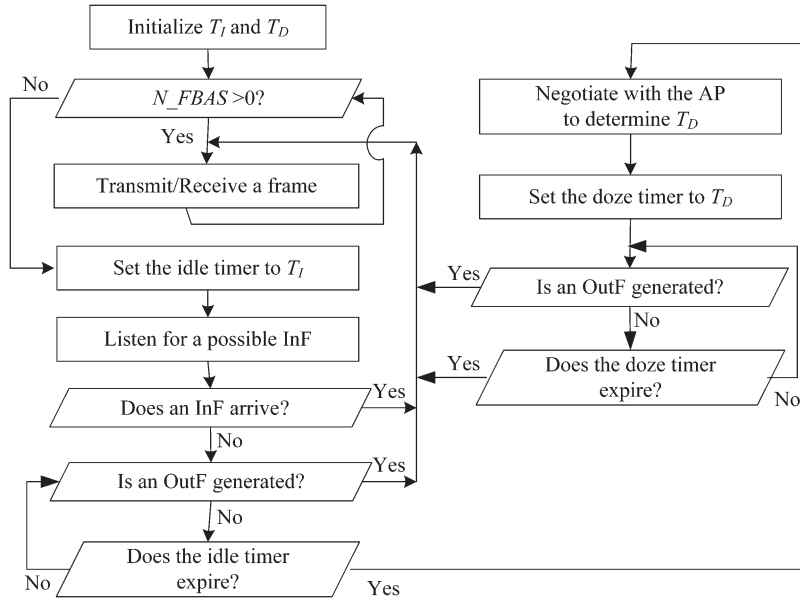 Initialize T_I and T_D
No
N_FBAS >0?
Yes
Transmit/Receive a frame
Set the idle timer to T_I
Listen for a possible InF
Does an InF arrive?
Yes
No
Is an OutF generated?
Yes
No
Does the idle timer
expire?
No
Yes
Negotiate with the AP
to determine T_D
Set the doze timer to T_D
Yes
Is an OutF generated?
No
Yes
Does the doze timer
expire?
No